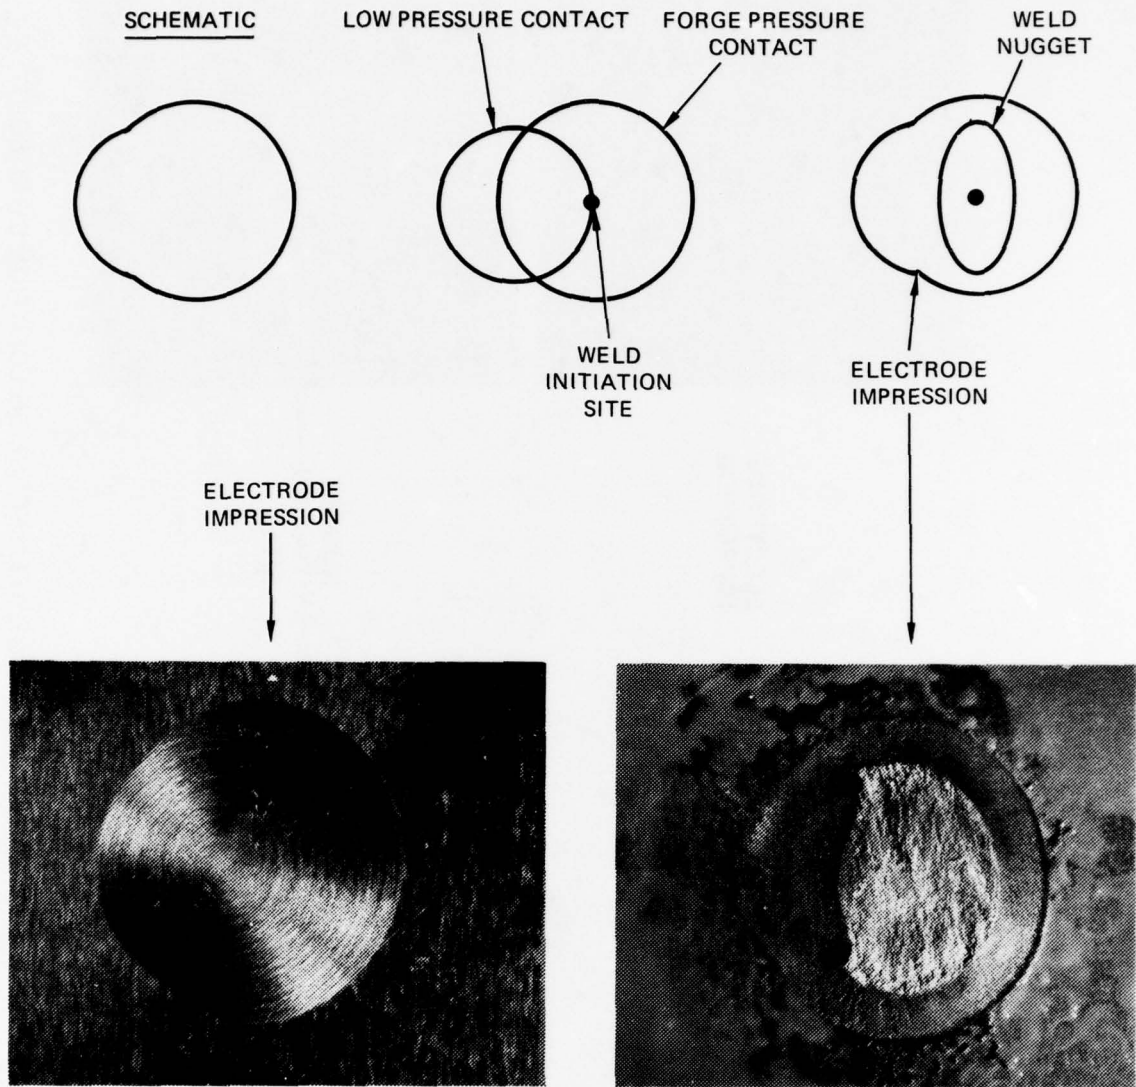 SCHEMATIC
LOW PRESSURE CONTACT
FORGE PRESSURE
CONTACT
WELD
NUGGET
WELD
INITIATION
SITE
ELECTRODE
IMPRESSION
ELECTRODE
IMPRESSION